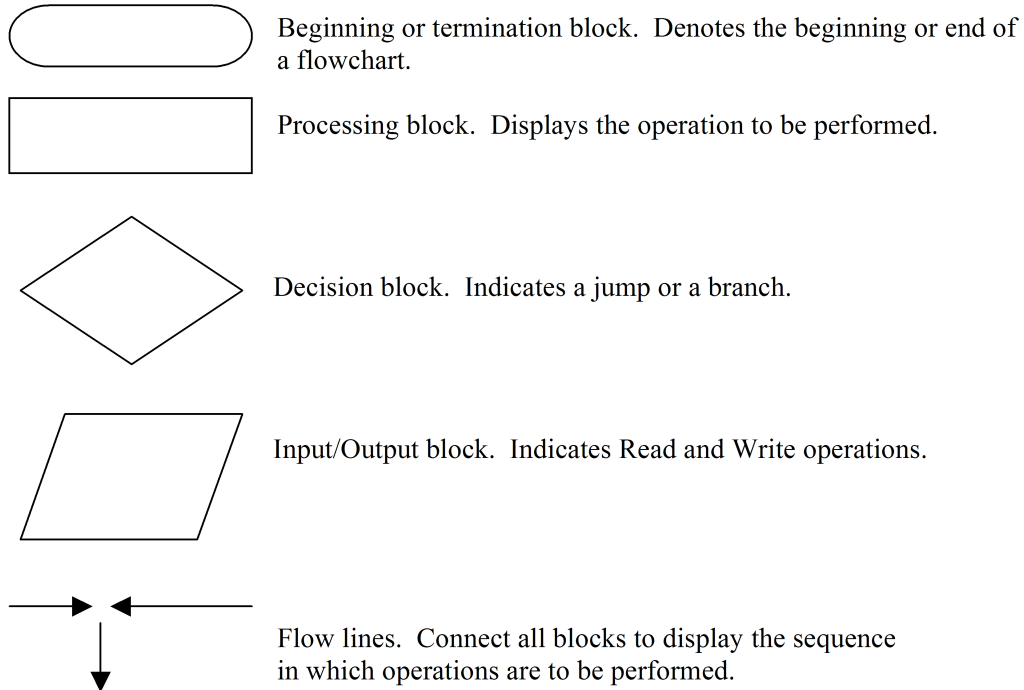 Beginning or termination block.  Denotes the beginning or end of
a flowchart.
Processing block.  Displays the operation to be performed.
Decision block.  Indicates a jump or a branch.
Input/Output block.  Indicates Read and Write operations.
Flow lines.  Connect all blocks to display the sequence
in which operations are to be performed.